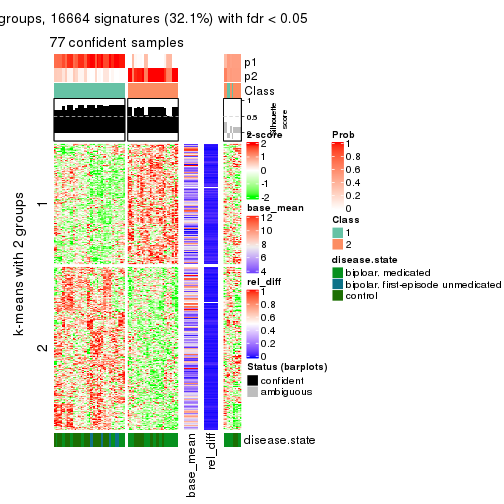 groups, 16664 signatures (32.1%) with fdr < 0.05
77 confident samples
p1
p2
Class
1
0.5
0
Silhouette
score
z-score
2
1
0
-1
-2
base_mean
12
10
8
6
4
rel_diff
1
0.8
0.6
0.4
0.2
0
Status (barplots)
confident
ambiguous
Prob
1
0.8
0.6
0.4
0.2
0
Class
1
2
disease.state
bipolar. medicated
bipolar. first-episode unmedicated
control
k-means with 2 groups
1
2
disease.state
base_mean
rel_diff